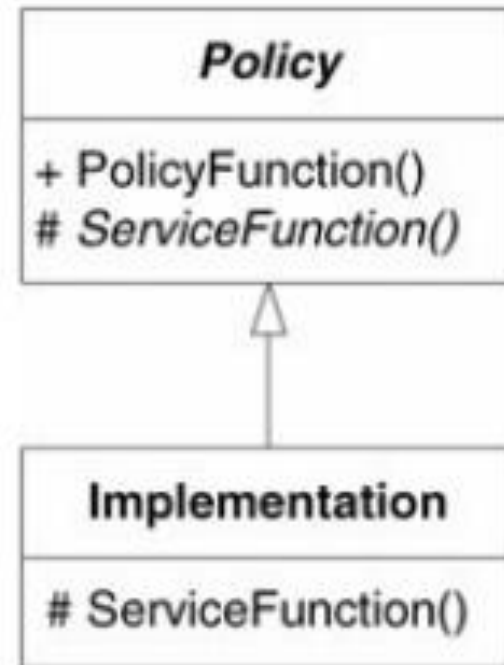 Policy
+ PolicyFunction()
# ServiceFunction()
Implementation
# ServiceFunction()